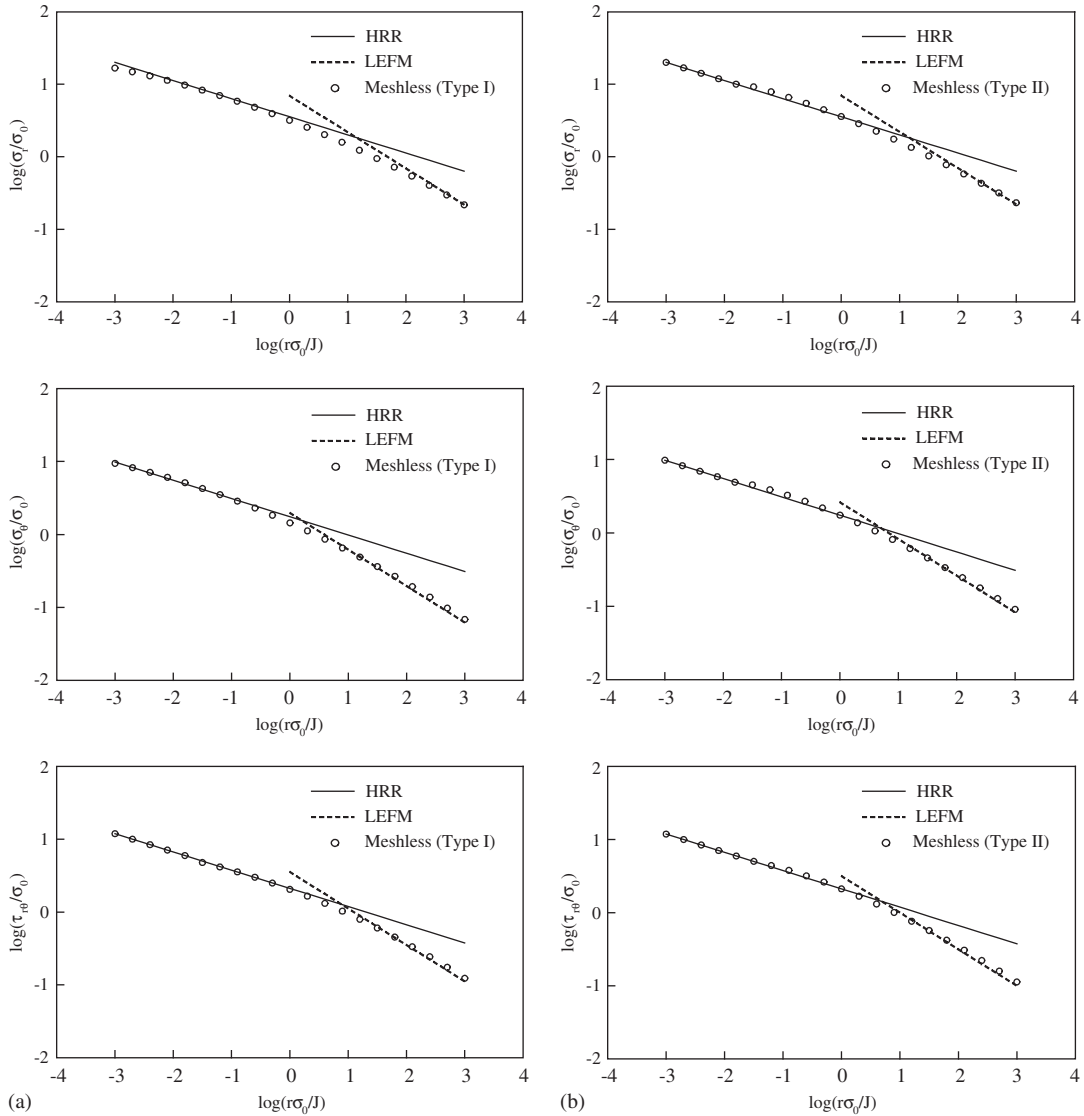 2
1
0
-1
-2
-4 -3 -2 -1 0 1 2 3 4
log(σr/σ0)
log(rσ0/J)
HRR
LEFM
Meshless (Type I)
2
1
0
-1
-2
-4 -3 -2 -1 0 1 2 3 4
log(σr/σ0)
log(rσ0/J)
HRR
LEFM
Meshless (Type II)
2
1
0
-1
-2
-4 -3 -2 -1 0 1 2 3 4
log(σθ/σ0)
log(rσ0/J)
HRR
LEFM
Meshless (Type I)
2
1
0
-1
-2
-4 -3 -2 -1 0 1 2 3 4
log(σθ/σ0)
log(rσ0/J)
HRR
LEFM
Meshless (Type II)
2
1
0
-1
-2
-4 -3 -2 -1 0 1 2 3 4
log(τrθ/σ0)
log(rσ0/J)
HRR
LEFM
Meshless (Type I)
(a)
2
1
0
-1
-2
-4 -3 -2 -1 0 1 2 3 4
log(τrθ/σ0)
log(rσ0/J)
HRR
LEFM
Meshless (Type II)
(b)